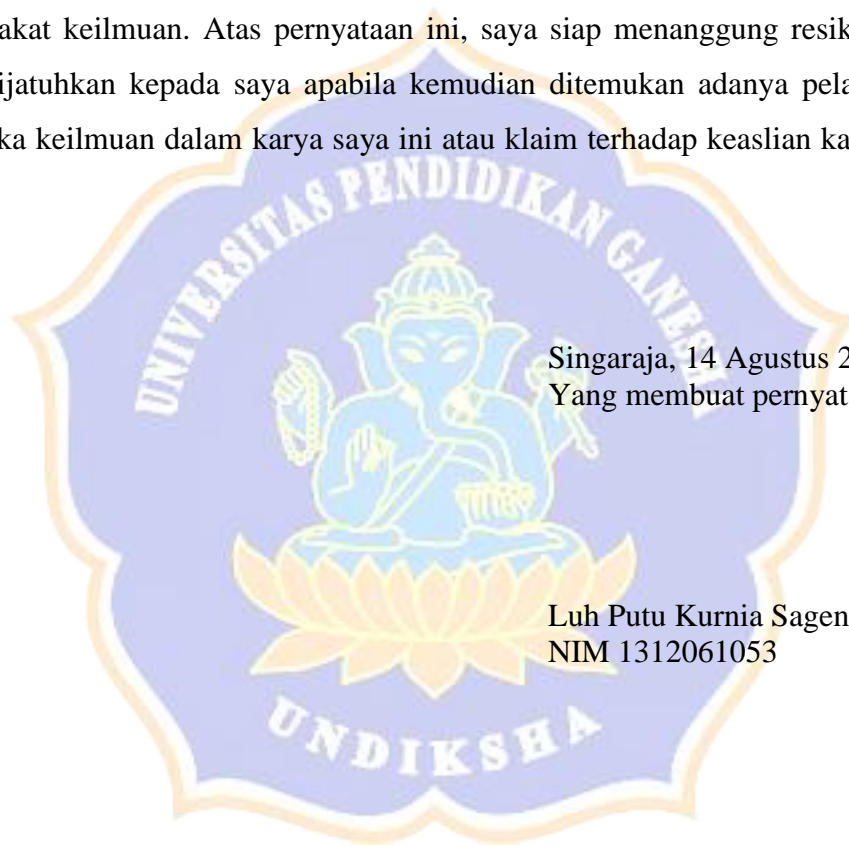 akat keilmuan. Atas pernyataan ini, saya siap menanggung resik
ijatuhkan kepada saya apabila kemudian ditemukan adanya pela
ka keilmuan dalam karya saya ini atau klaim terhadap keaslian ka
UNIVERSITAS PENDIDIKAN GANESHA
Singaraja, 14 Agustus 2
Yang membuat pernyat
Luh Putu Kurnia Sagen
NIM 1312061053
UNDIKSHA